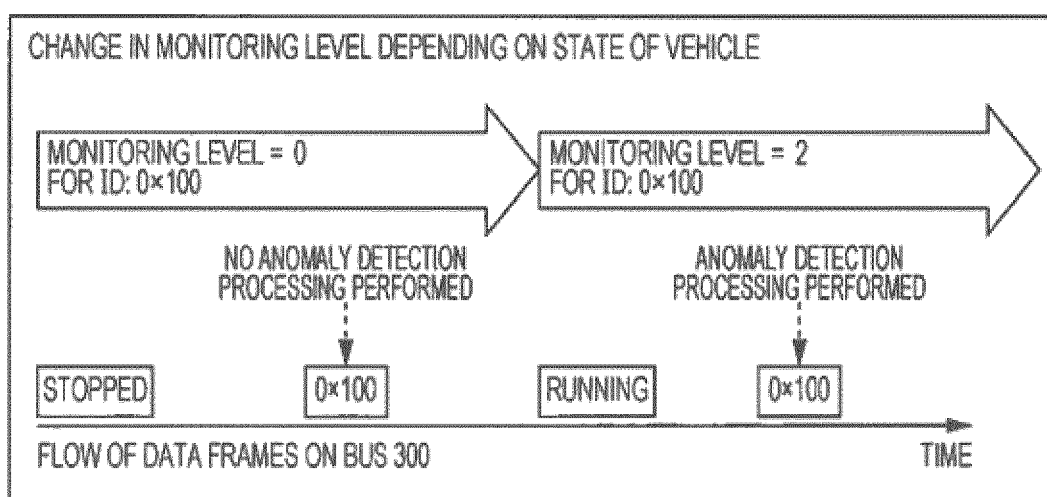 CHANGE IN MONITORING LEVEL DEPENDING ON STATE OF VEHICLE
MONITORING LEVEL = 0
FOR ID: 0×100
MONITORING LEVEL = 2
FOR ID: 0×100
NO ANOMALY DETECTION
PROCESSING PERFORMED
ANOMALY DETECTION
PROCESSING PERFORMED
STOPPED
0×100
RUNNING
0×100
FLOW OF DATA FRAMES ON BUS 300
TIME